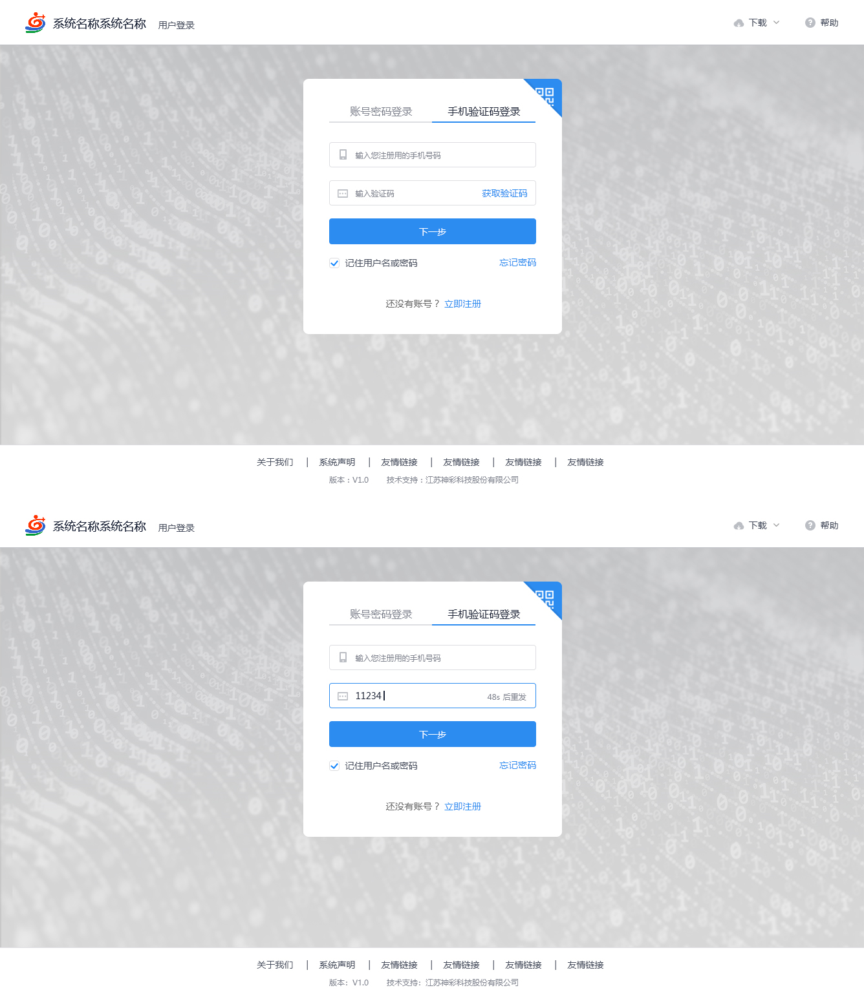 系统名称系统名称 用户登录 下载 帮助
账号密码登录 手机验证码登录
输入您注册用的手机号码
输入验证码 获取验证码
下一步
记住用户名或密码 忘记密码
还没有账号？立即注册
关于我们 | 系统声明 | 友情链接 | 友情链接 | 友情链接 | 友情链接
版本：V1.0 技术支持：江苏神彩科技股份有限公司
系统名称系统名称 用户登录 下载 帮助
账号密码登录 手机验证码登录
输入您注册用的手机号码
11234 48s 后重发
下一步
记住用户名或密码 忘记密码
还没有账号？立即注册
关于我们 | 系统声明 | 友情链接 | 友情链接 | 友情链接 | 友情链接
版本：V1.0 技术支持：江苏神彩科技股份有限公司